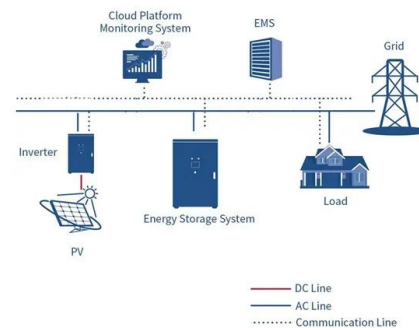 Cloud Platform
Monitoring System
EMS
Grid
Inverter
Energy Storage System
Load
PV
DC Line
AC Line
Communication Line